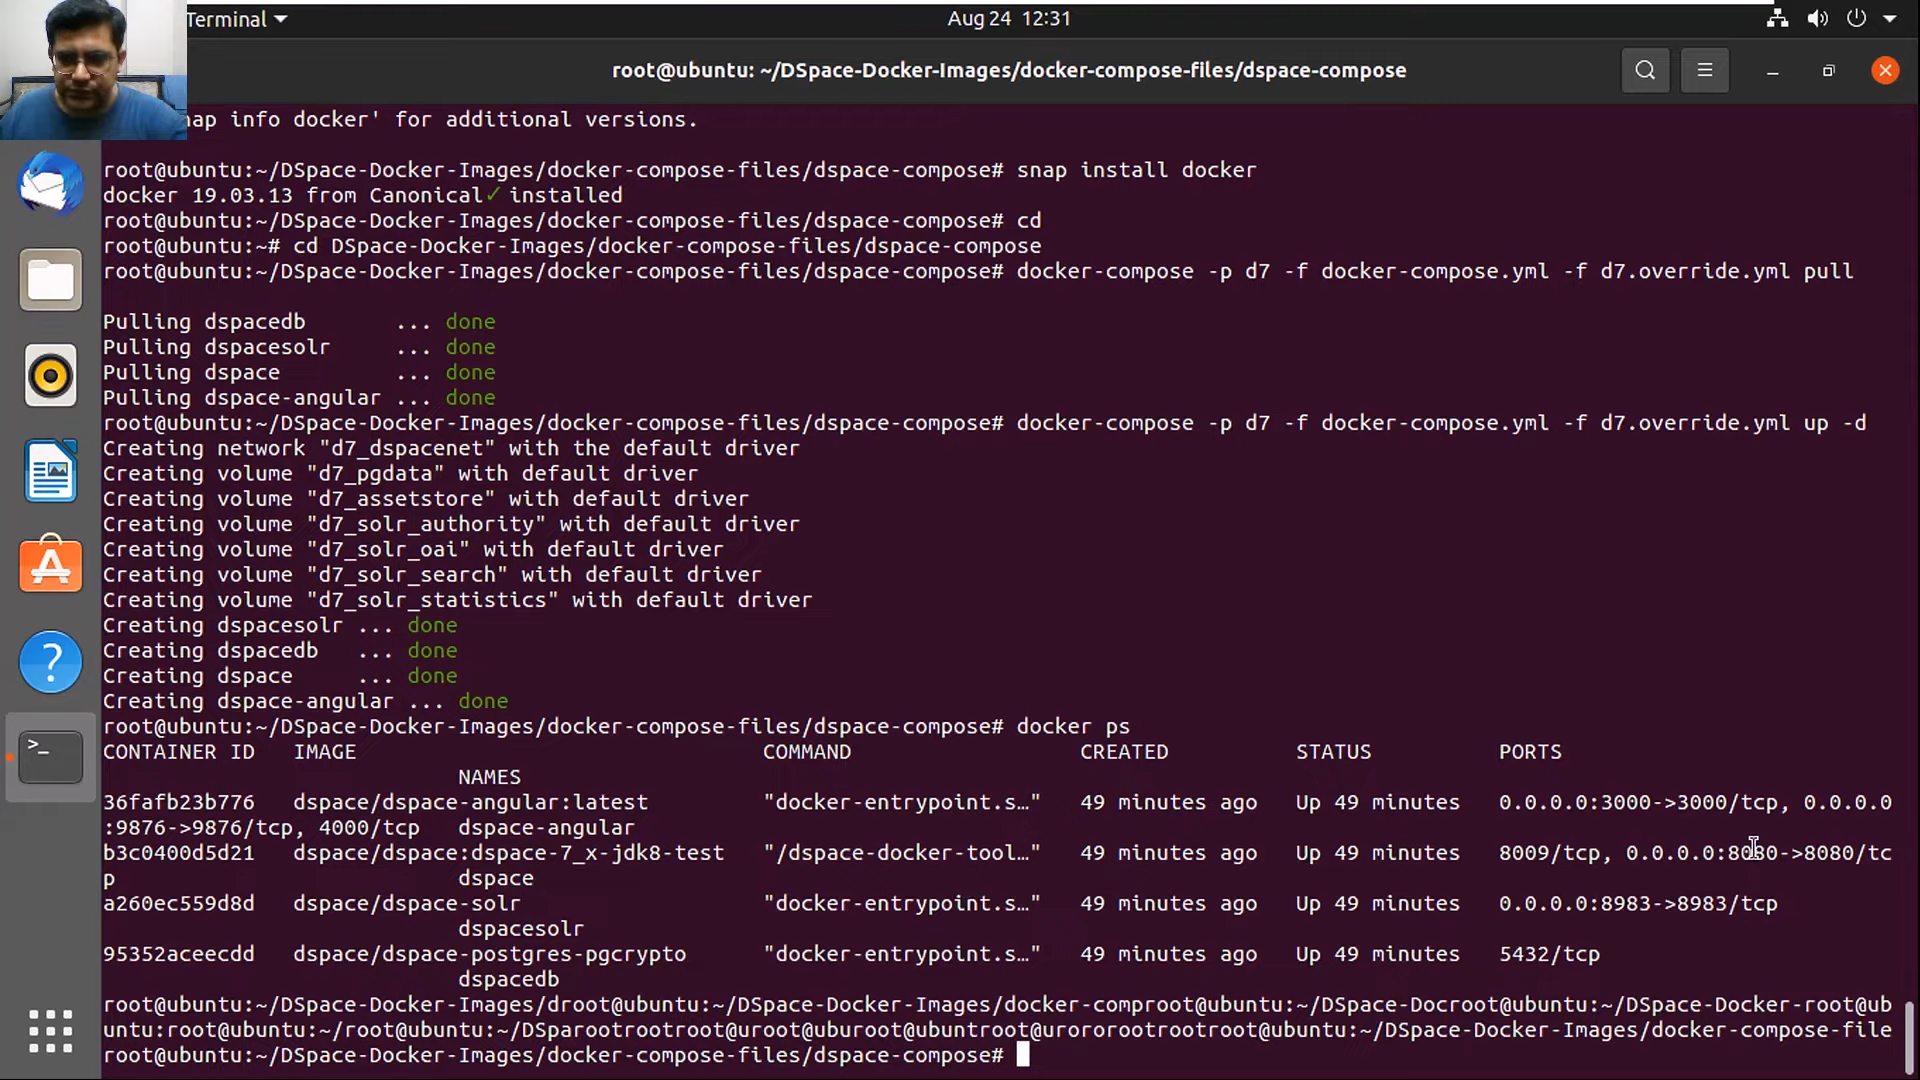 Terminal
Aug 24 12:31
root@ubuntu: ~/DSpace-Docker-Images/docker-compose-files/dspace-compose
info docker' for additional versions.
root@ubuntu:~/DSpace-Docker-Images/docker-compose-files/dspace-compose# snap install docker
docker 19.03.13 from Canonical✓ installed
root@ubuntu:~/DSpace-Docker-Images/docker-compose-files/dspace-compose# cd
root@ubuntu:~# cd DSpace-Docker-Images/docker-compose-files/dspace-compose
root@ubuntu:~/DSpace-Docker-Images/docker-compose-files/dspace-compose# docker-compose -p d7 -f docker-compose.yml -f d7.override.yml pull
Pulling dspacedb ... done
Pulling dspacesolr ... done
Pulling dspace ... done
Pulling dspace-angular ... done
root@ubuntu:~/DSpace-Docker-Images/docker-compose-files/dspace-compose# docker-compose -p d7 -f docker-compose.yml -f d7.override.yml up -d
Creating network "d7_dspacenet" with the default driver
Creating volume "d7_pgdata" with default driver
Creating volume "d7_assetstore" with default driver
Creating volume "d7_solr_authority" with default driver
Creating volume "d7_solr_oai" with default driver
Creating volume "d7_solr_search" with default driver
Creating volume "d7_solr_statistics" with default driver
Creating dspacesolr ... done
Creating dspacedb ... done
Creating dspace ... done
Creating dspace-angular ... done
root@ubuntu:~/DSpace-Docker-Images/docker-compose-files/dspace-compose# docker ps
CONTAINER ID IMAGE COMMAND CREATED STATUS PORTS
NAMES
36fafb23b776 dspace/dspace-angular:latest "docker-entrypoint.s…" 49 minutes ago Up 49 minutes 0.0.0.0:3000->3000/tcp, 0.0.0.0
:9876->9876/tcp, 4000/tcp dspace-angular
b3c0400d5d21 dspace/dspace:dspace-7_x-jdk8-test "/dspace-docker-tool…" 49 minutes ago Up 49 minutes 8009/tcp, 0.0.0.0:8080->8080/tc
p dspace
a260ec559d8d dspace/dspace-solr "docker-entrypoint.s…" 49 minutes ago Up 49 minutes 0.0.0.0:8983->8983/tcp
dspacesolr
95352aceecdd dspace/dspace-postgres-pgcrypto "docker-entrypoint.s…" 49 minutes ago Up 49 minutes 5432/tcp
dspacedb
root@ubuntu:~/DSpace-Docker-Images/droot@ubuntu:~/DSpace-Docker-Images/docker-comproot@ubuntu:~/DSpace-Docroot@ubuntu:~/DSpace-Docker-root@ub
untu:root@ubuntu:~/root@ubuntu:~/DSparootrootroot@uroot@uburoot@ubuntroot@urororootrootroot@ubuntu:~/DSpace-Docker-Images/docker-compose-file
root@ubuntu:~/DSpace-Docker-Images/docker-compose-files/dspace-compose#